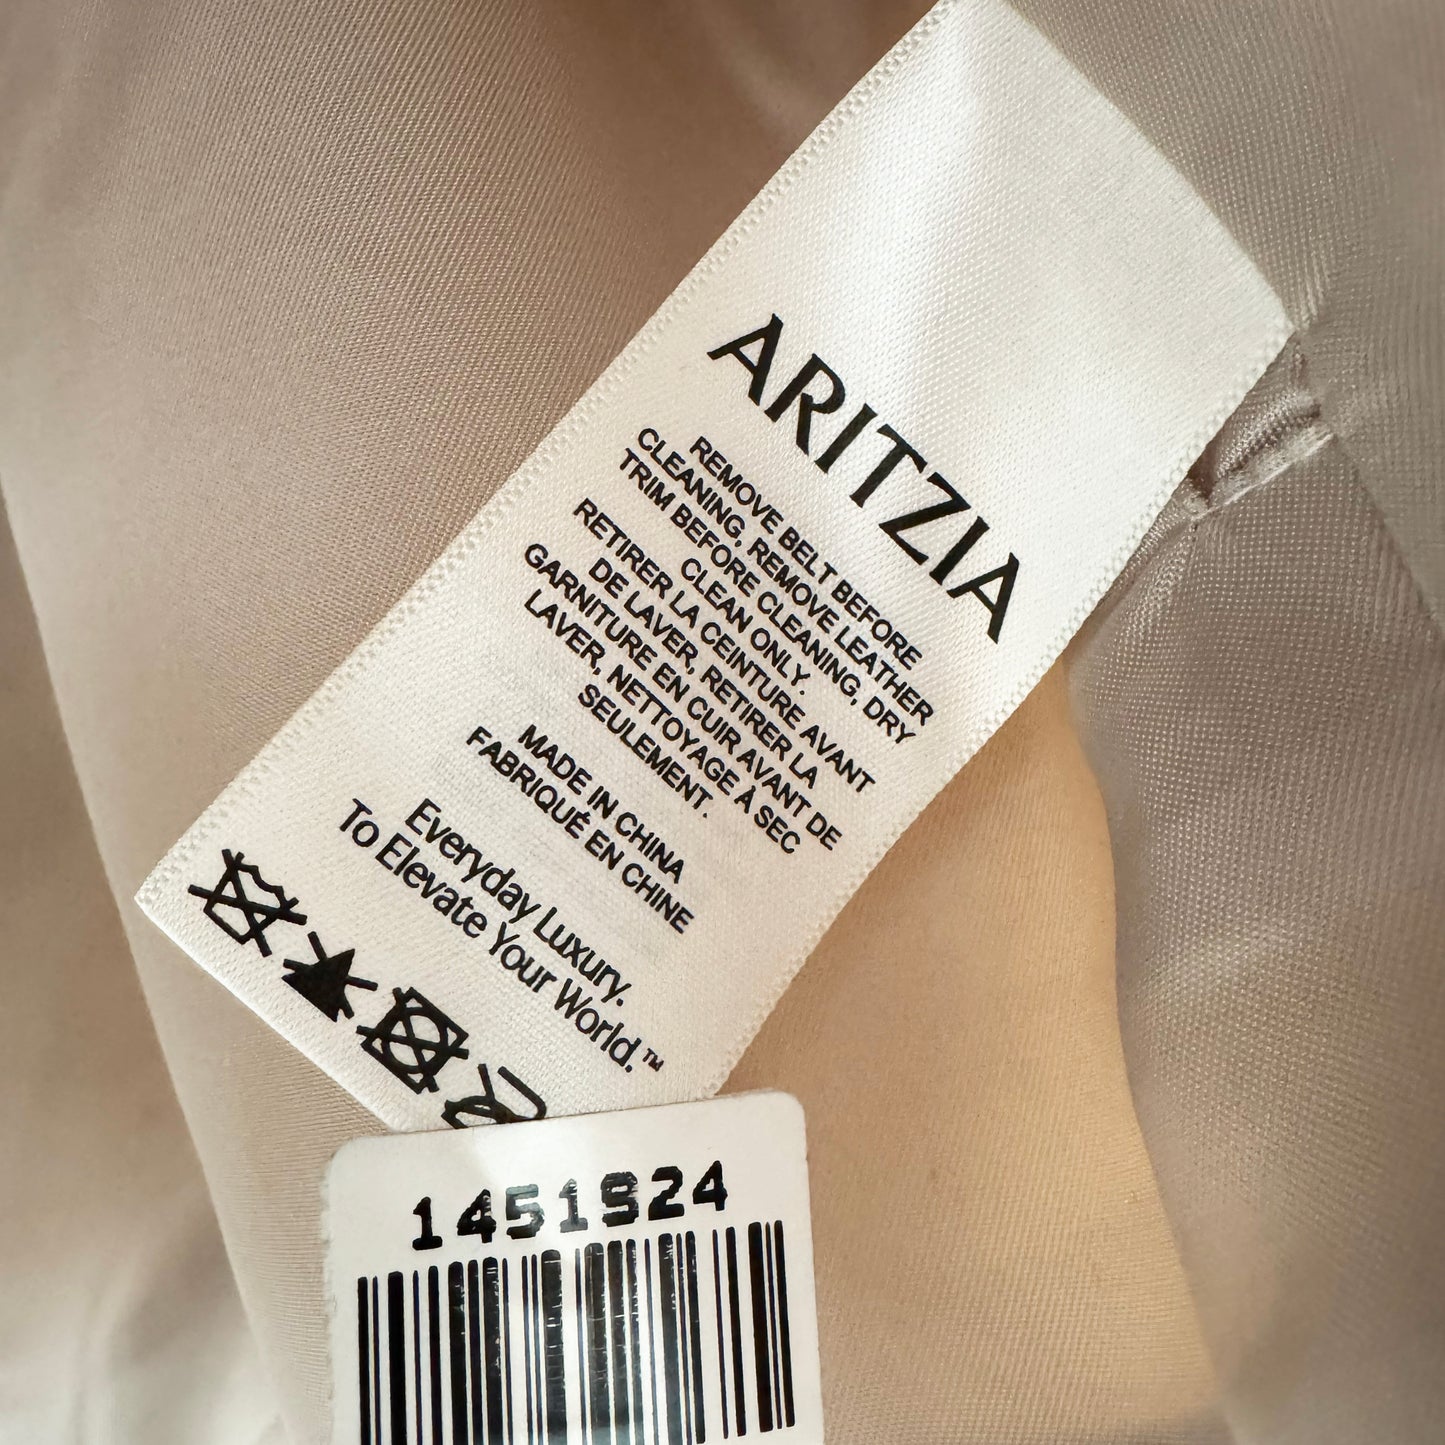 ARITZIA
REMOVE BELT BEFORE
CLEANING, REMOVE LEATHER
TRIM BEFORE CLEANING, DRY
CLEAN ONLY.
RETIRER LA CEINTURE AVANT
DE LAVER, RETIRER LA
GARNITURE EN CUIR AVANT DE
LAVER, NETTOYAGE À SEC
SEULEMENT.
MADE IN CHINA
FABRIQUÉ EN CHINE
Everyday Luxury.
To Elevate Your World.™
1451924